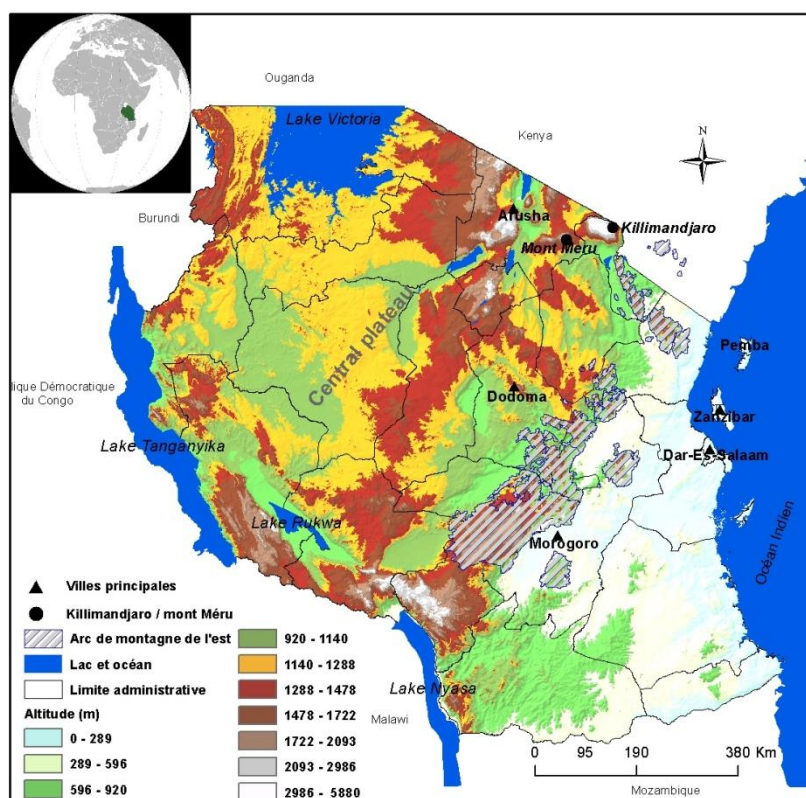 Ouganda
Lake Victoria
Kenya
N
Burundi
Arusha
Killimandjaro
Mont Meru
Central plateau
Pemba
lique Démocratique
du Congo
Dodoma
Zanzibar
Lake Tanganyika
Dar-Es-Salaam
Lake Rukwa
Morogoro
Océan Indien
Villes principales
Killimandjaro / mont Méru
Arc de montagne de l'est
Lac et océan
Limite administrative
Altitude (m)
0 - 289
289 - 596
596 - 920
920 - 1140
1140 - 1288
1288 - 1478
1478 - 1722
1722 - 2093
2093 - 2986
2986 - 5880
Lake Nyasa
Malawi
0 95 190 380 Km
Mozambique